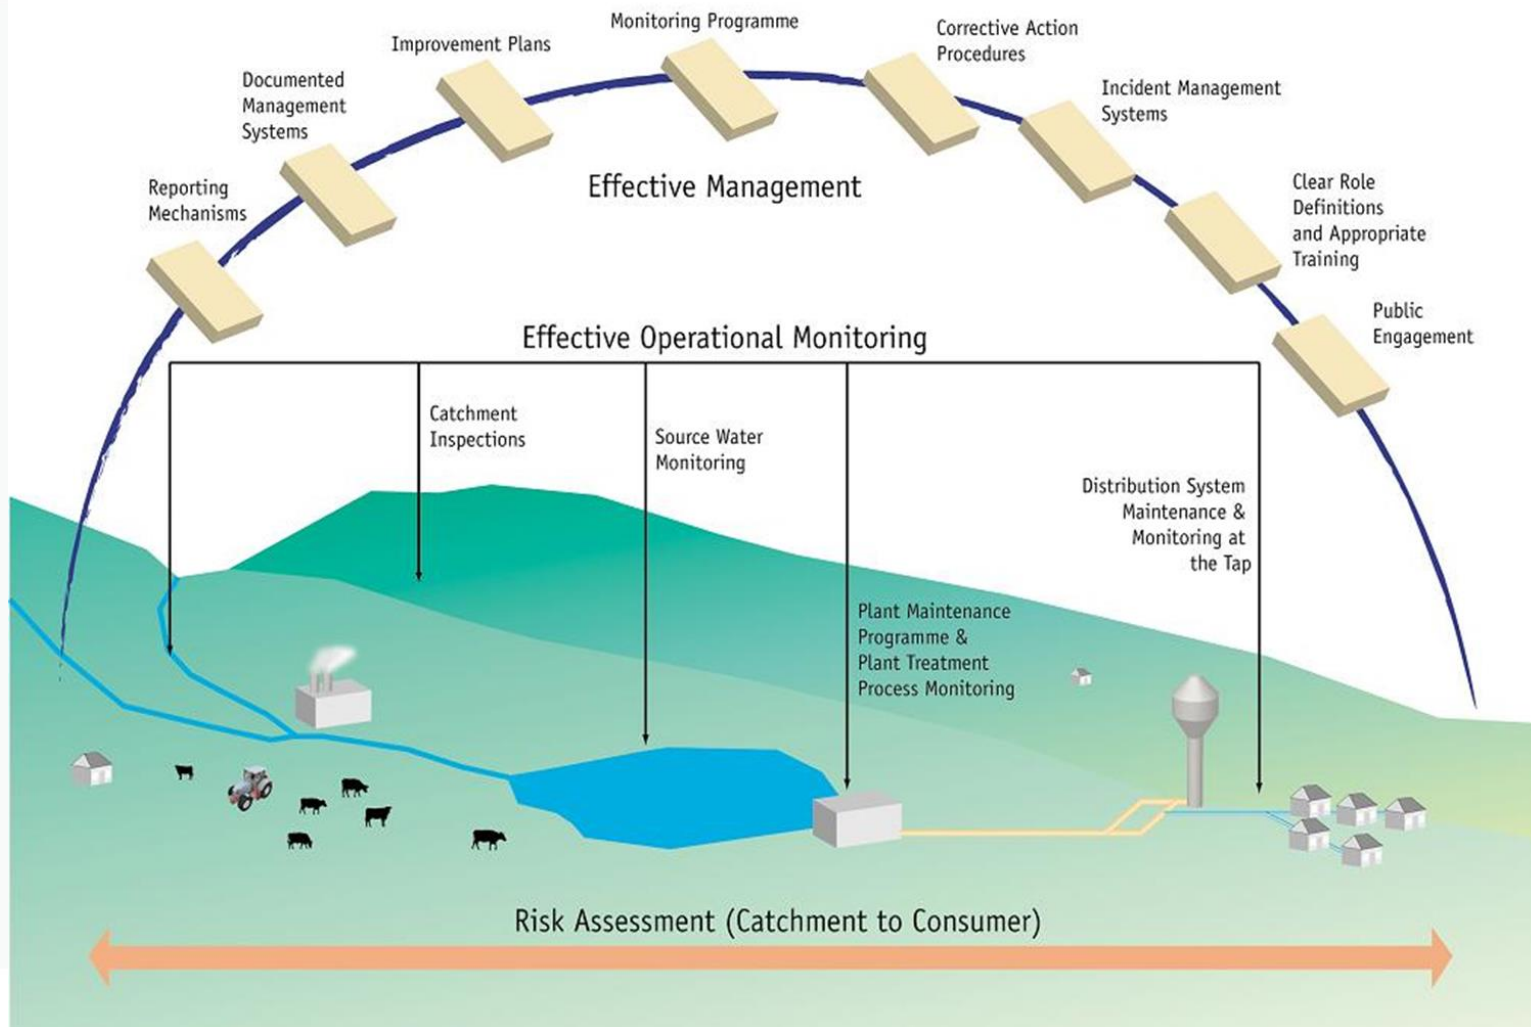 Monitoring Programme
Improvement Plans
Corrective Action
Procedures
Documented
Management
Systems
Incident Management
Systems
Reporting
Mechanisms
Effective Management
Clear Role
Definitions
and Appropriate
Training
Public
Engagement
Effective Operational Monitoring
Catchment
Inspections
Source Water
Monitoring
Distribution System
Maintenance &
Monitoring at
the Tap
Plant Maintenance
Programme &
Plant Treatment
Process Monitoring
Risk Assessment (Catchment to Consumer)